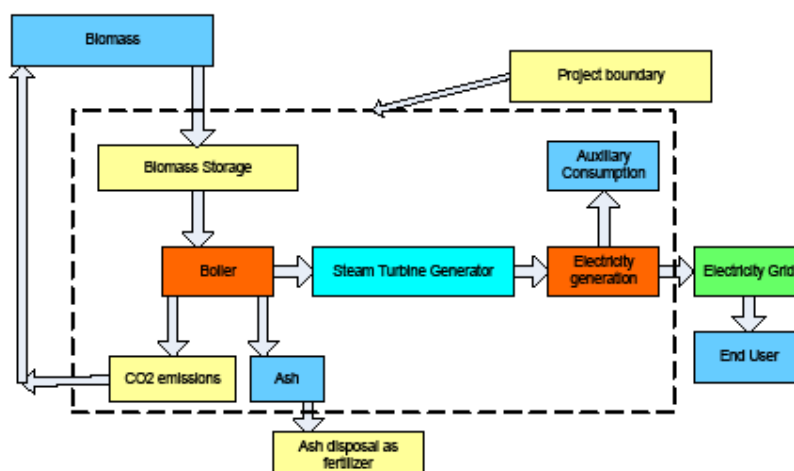 Biomass
Project boundary
Biomass Storage
Auxiliary
Consumption
Boiler
Steam Turbine Generator
Electricity
generation
Electricity Grid
End User
CO2 emissions
Ash
Ash disposal as
fertilizer